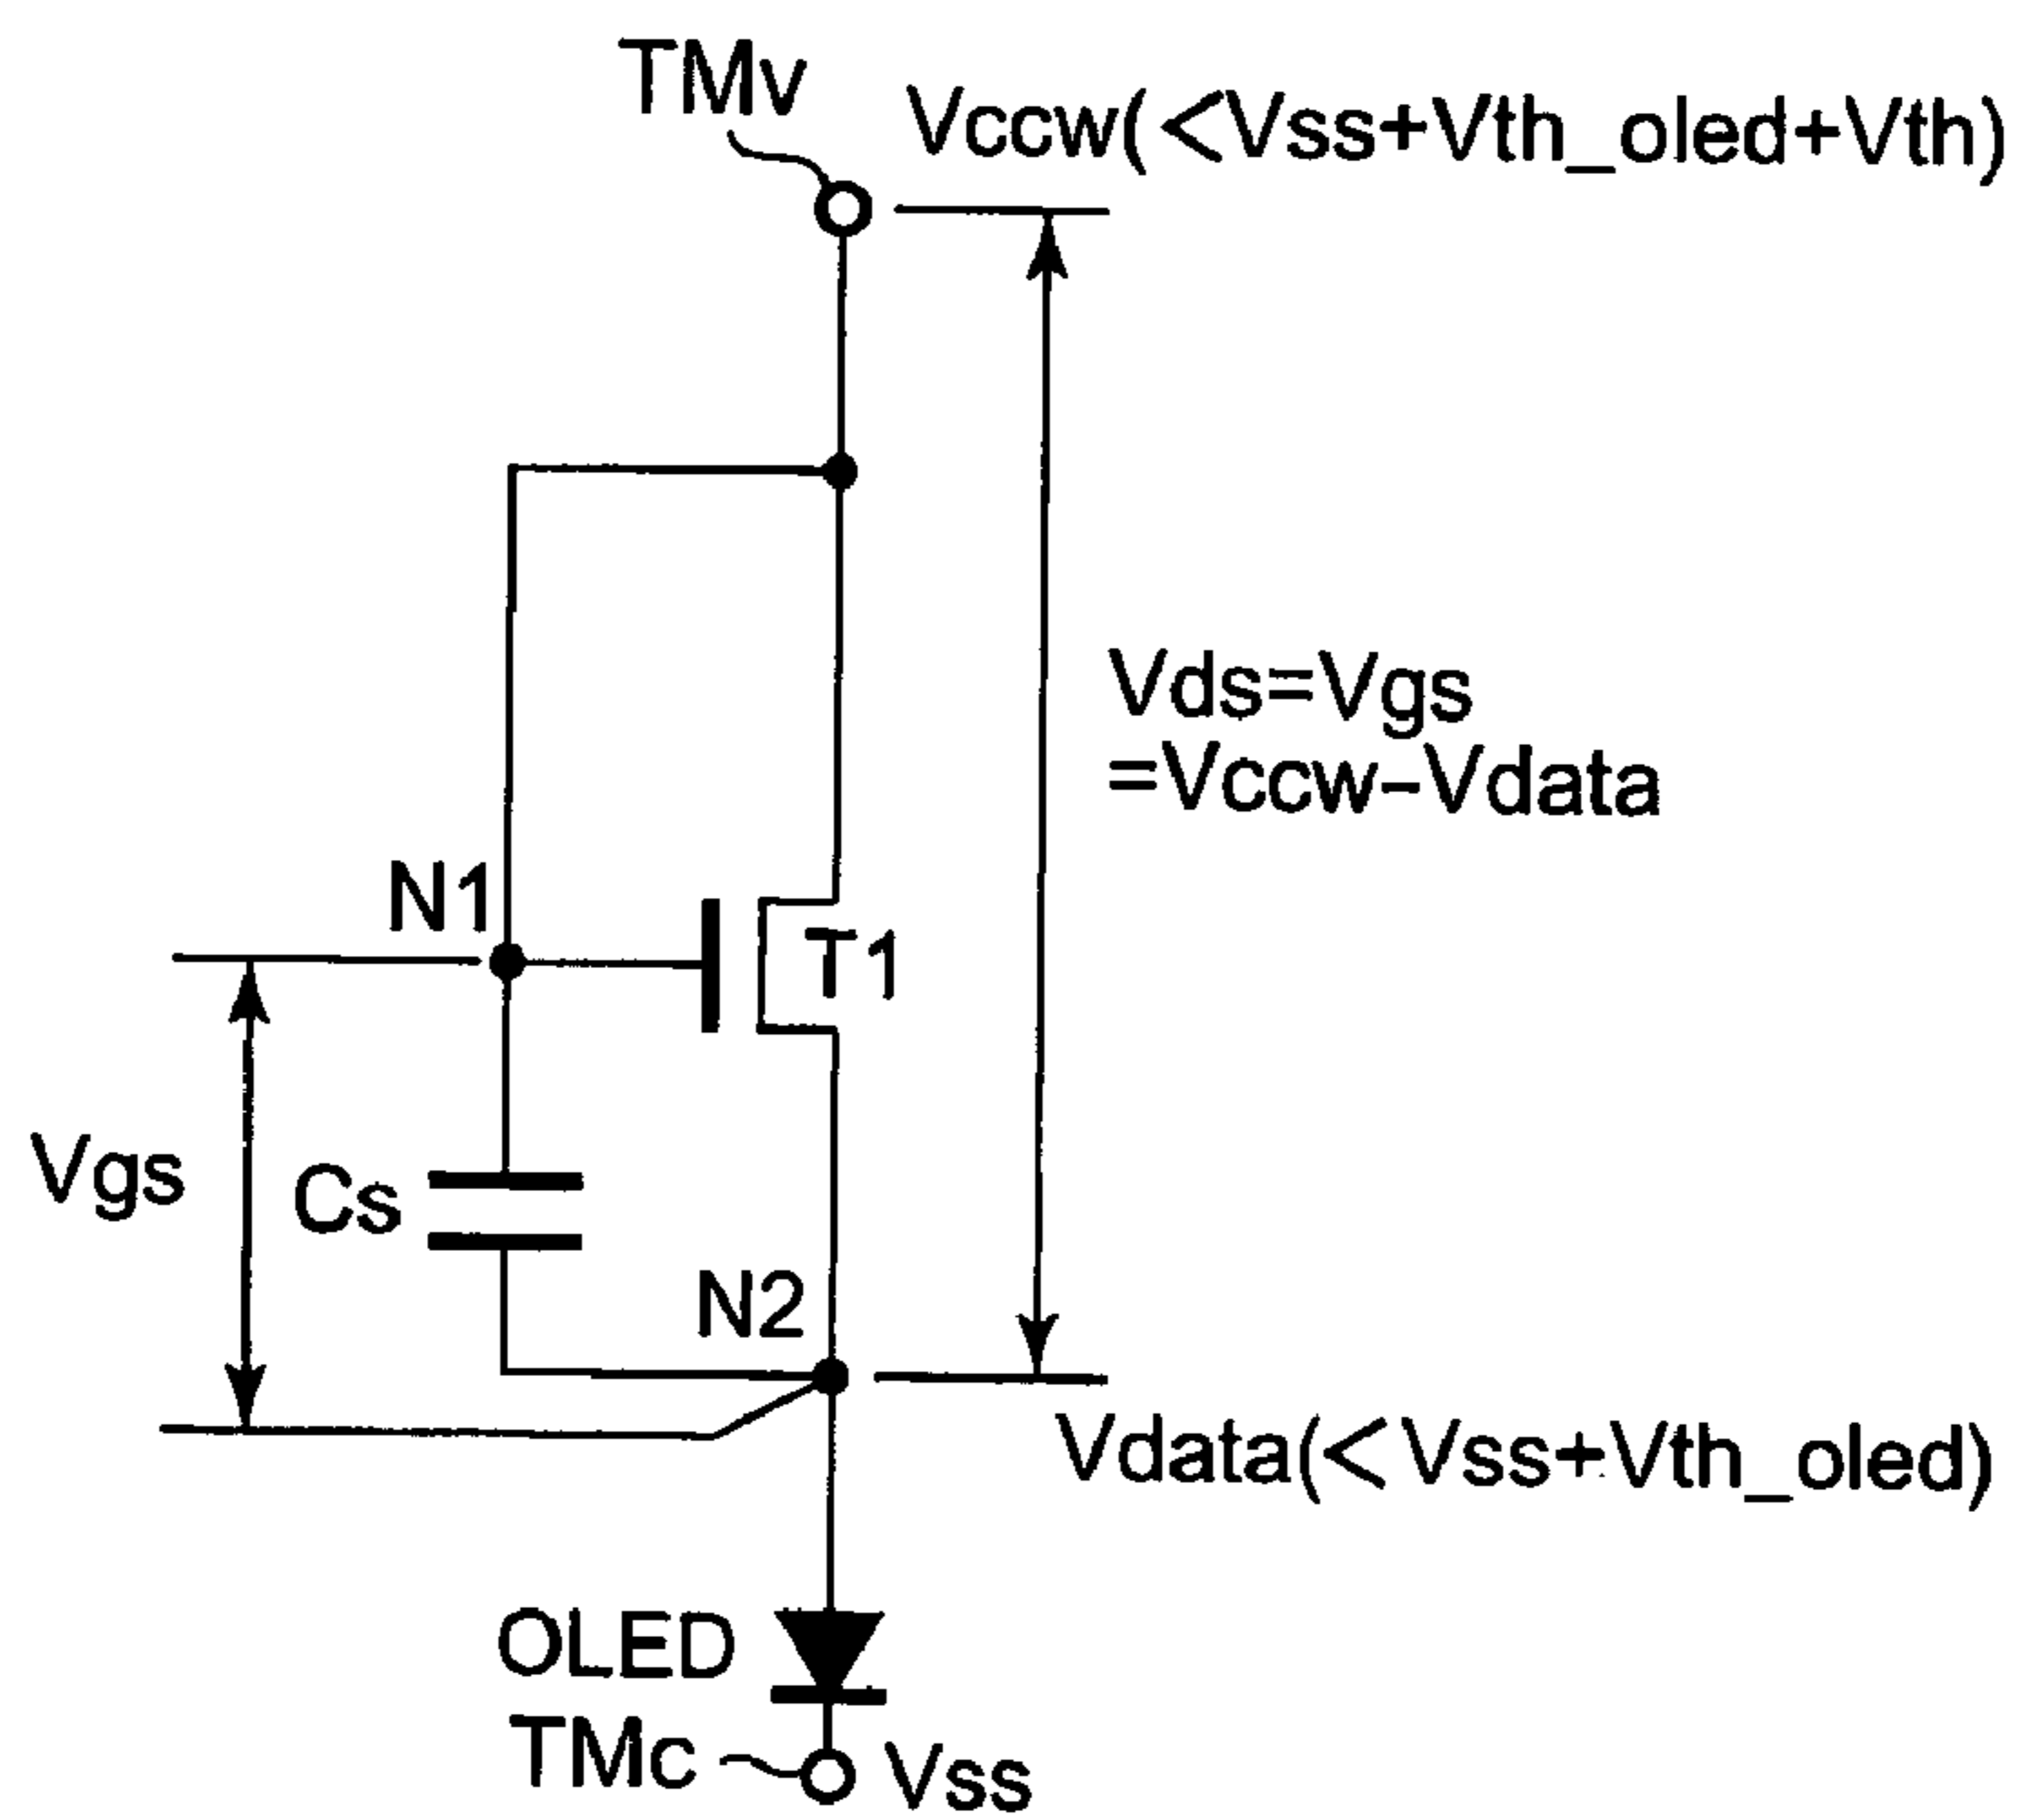 TMv
Vccw(<Vss+Vth_oled+Vth)
Vds=Vgs
=Vccw-Vdata
N1
T1
Vgs
Cs
N2
Vdata(<Vss+Vth_oled)
OLED
TMc
Vss